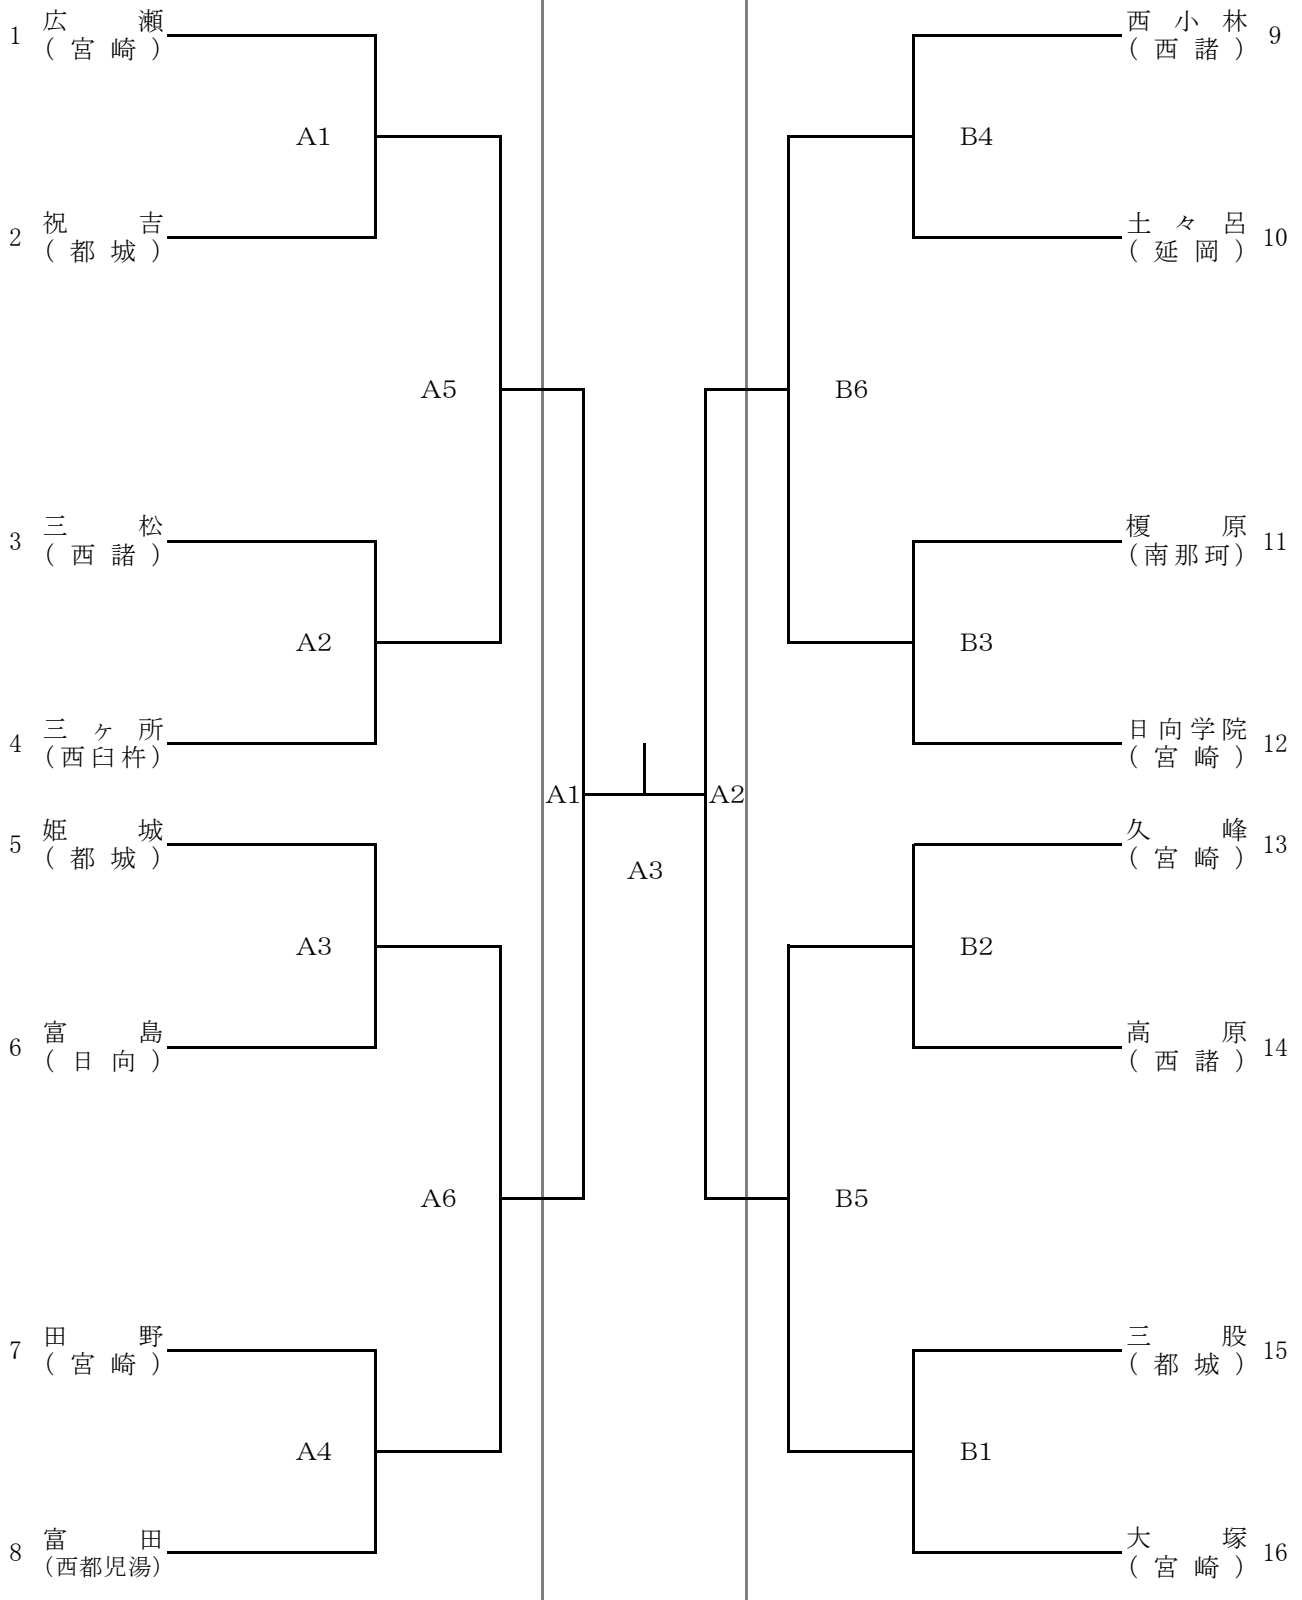 1 広瀬
(宮崎)
A1
2 祝吉
(都城)
A5
3 三松
(西諸)
A2
4 三ヶ所
(西臼杵)
5 姫城
(都城)
A3
6 富島
(日向)
A6
7 田野
(宮崎)
A4
8 富田
(西都児湯)
A1
A2
A3
西小林 9
(西諸)
B4
土々呂 10
(延岡)
B6
榎原 11
(南那珂)
B3
日向学院 12
(宮崎)
久峰 13
(宮崎)
B2
高原 14
(西諸)
B5
三股 15
(都城)
B1
大塚 16
(宮崎)